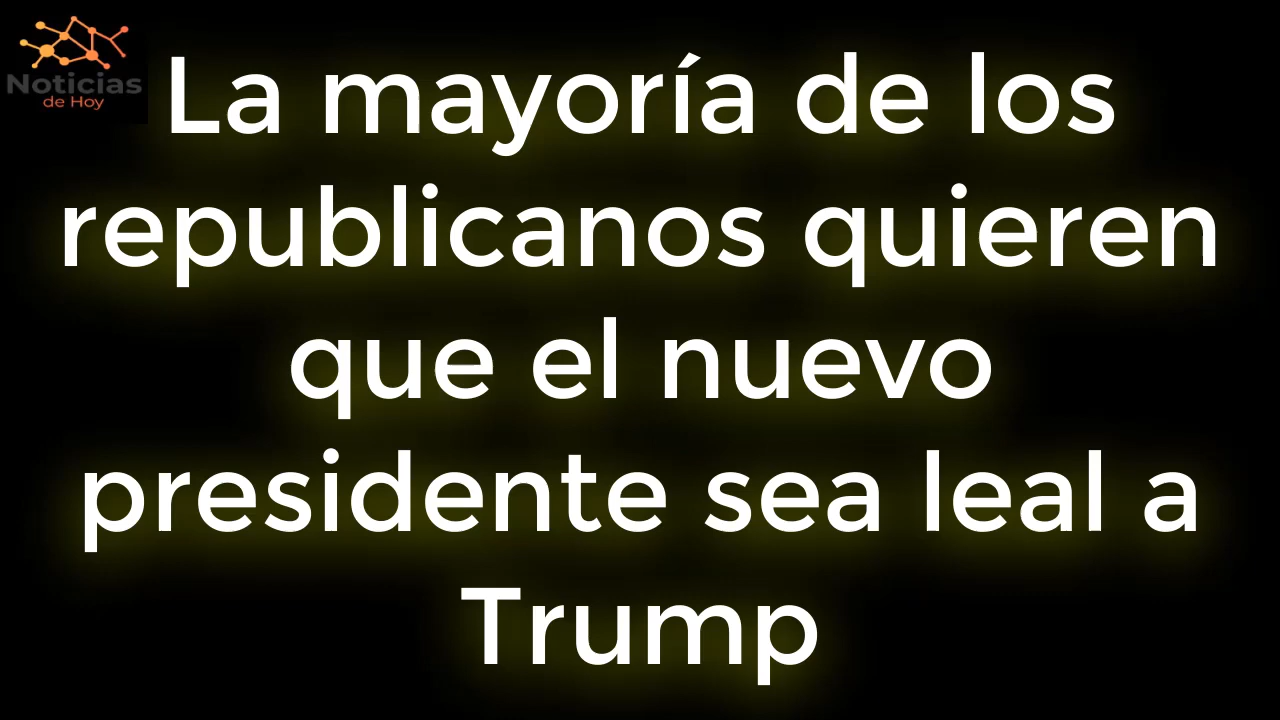 Noticias
de Hoy
La mayoría de los
republicanos quieren
que el nuevo
presidente sea leal a
Trump